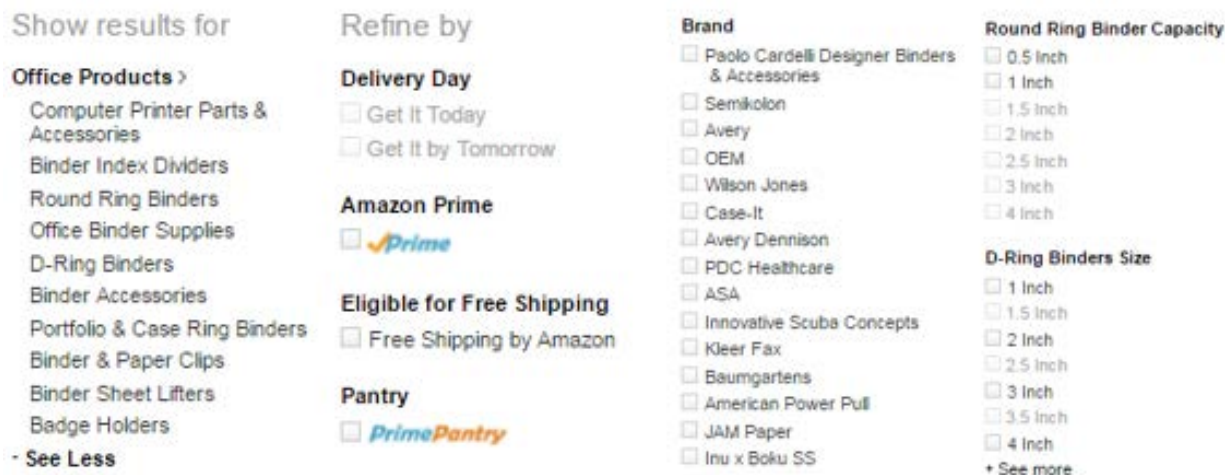 Show results for
Office Products >
Computer Printer Parts &
Accessories
Binder Index Dividers
Round Ring Binders
Office Binder Supplies
D-Ring Binders
Binder Accessories
Portfolio & Case Ring Binders
Binder & Paper Clips
Binder Sheet Lifters
Badge Holders
- See Less
Refine by
Delivery Day
Get It Today
Get It by Tomorrow
Amazon Prime
Prime
Eligible for Free Shipping
Free Shipping by Amazon
Pantry
PrimePantry
Brand
Paolo Cardelli Designer Binders
& Accessories
Semikolon
Avery
OEM
Wilson Jones
Case-It
Avery Dennison
PDC Healthcare
ASA
Innovative Scuba Concepts
Kleer Fax
Baumgartens
American Power Pull
JAM Paper
Inu x Boku SS
Round Ring Binder Capacity
0.5 Inch
1 Inch
1.5 Inch
2 Inch
2.5 Inch
3 Inch
4 Inch
D-Ring Binders Size
1 Inch
1.5 Inch
2 Inch
2.5 Inch
3 Inch
3.5 Inch
4 Inch
+ See more